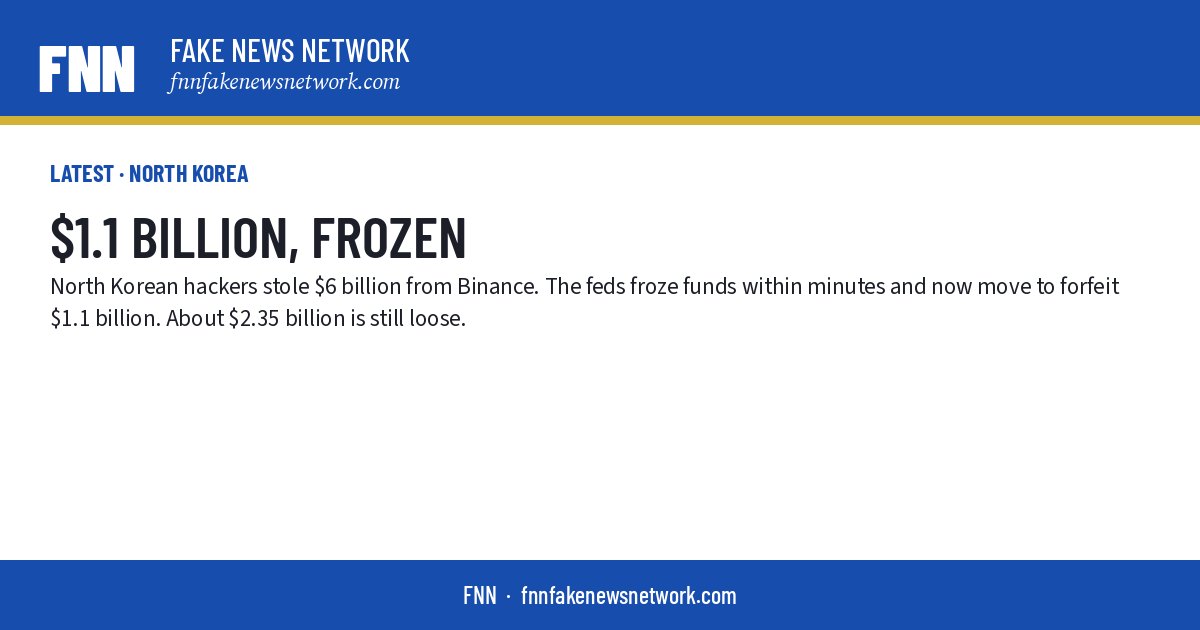 FNN
FAKE NEWS NETWORK
fnnfakenewsnetwork.com
LATEST · NORTH KOREA
$1.1 BILLION, FROZEN
North Korean hackers stole $6 billion from Binance. The feds froze funds within minutes and now move to forfeit
$1.1 billion. About $2.35 billion is still loose.
FNN · fnnfakenewsnetwork.com